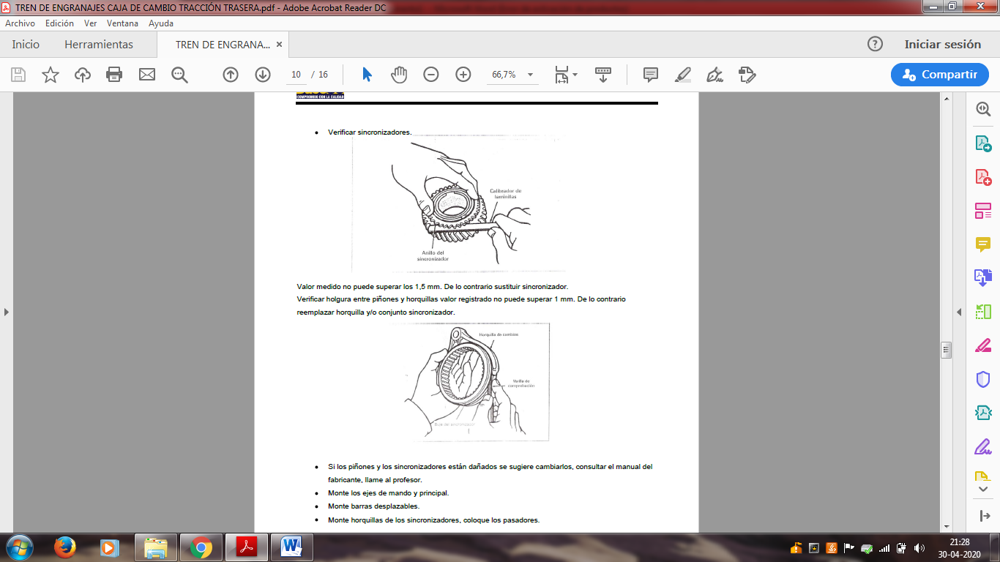 TREN DE ENGRANAJES CAJA DE CAMBIO TRACCIÓN TRASERA.pdf - Adobe Acrobat Reader DC
Archivo Edición Ver Ventana Ayuda
Inicio Herramientas TREN DE ENGRANA... × Iniciar sesión
10 / 16 66,7% Compartir
COMPROMISO CON LA CALIDAD
• Verificar sincronizadores.
Calibrador de
laminillas
Anillo del
sincronizador
Valor medido no puede superar los 1,5 mm. De lo contrario sustituir sincronizador.
Verificar holgura entre piñones y horquillas valor registrado no puede superar 1 mm. De lo contrario
reemplazar horquilla y/o conjunto sincronizador.
Horquilla de cambios
Varilla de
comprobación
del sincronizador
• Si los piñones y los sincronizadores están dañados se sugiere cambiarlos, consultar el manual del
fabricante, llame al profesor.
• Monte los ejes de mando y principal.
• Monte barras desplazables.
• Monte horquillas de los sincronizadores, coloque los pasadores.
21:28
30-04-2020